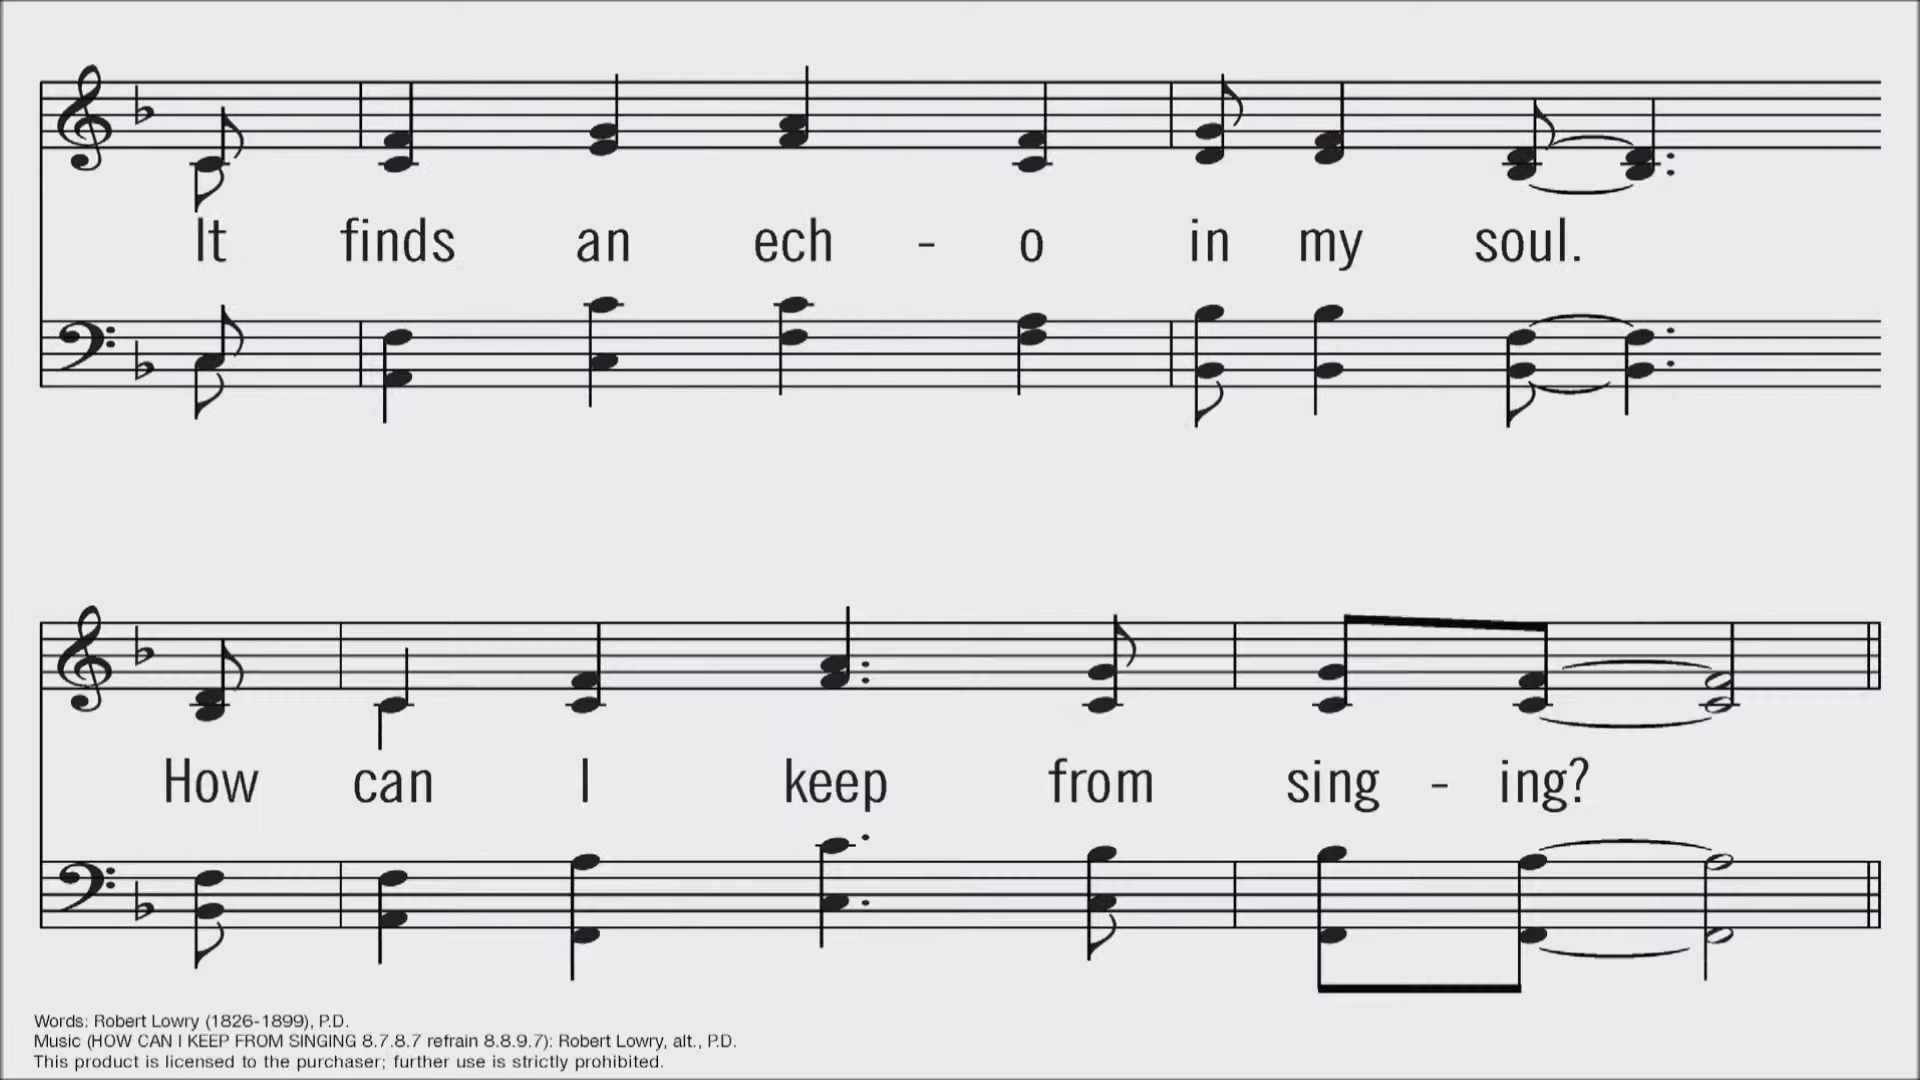 It finds an ech - o in my soul.
How can I keep from sing - ing?
Words: Robert Lowry (1826-1899), P.D.
Music (HOW CAN I KEEP FROM SINGING 8.7.8.7 refrain 8.8.9.7): Robert Lowry, alt., P.D.
This product is licensed to the purchaser; further use is strictly prohibited.